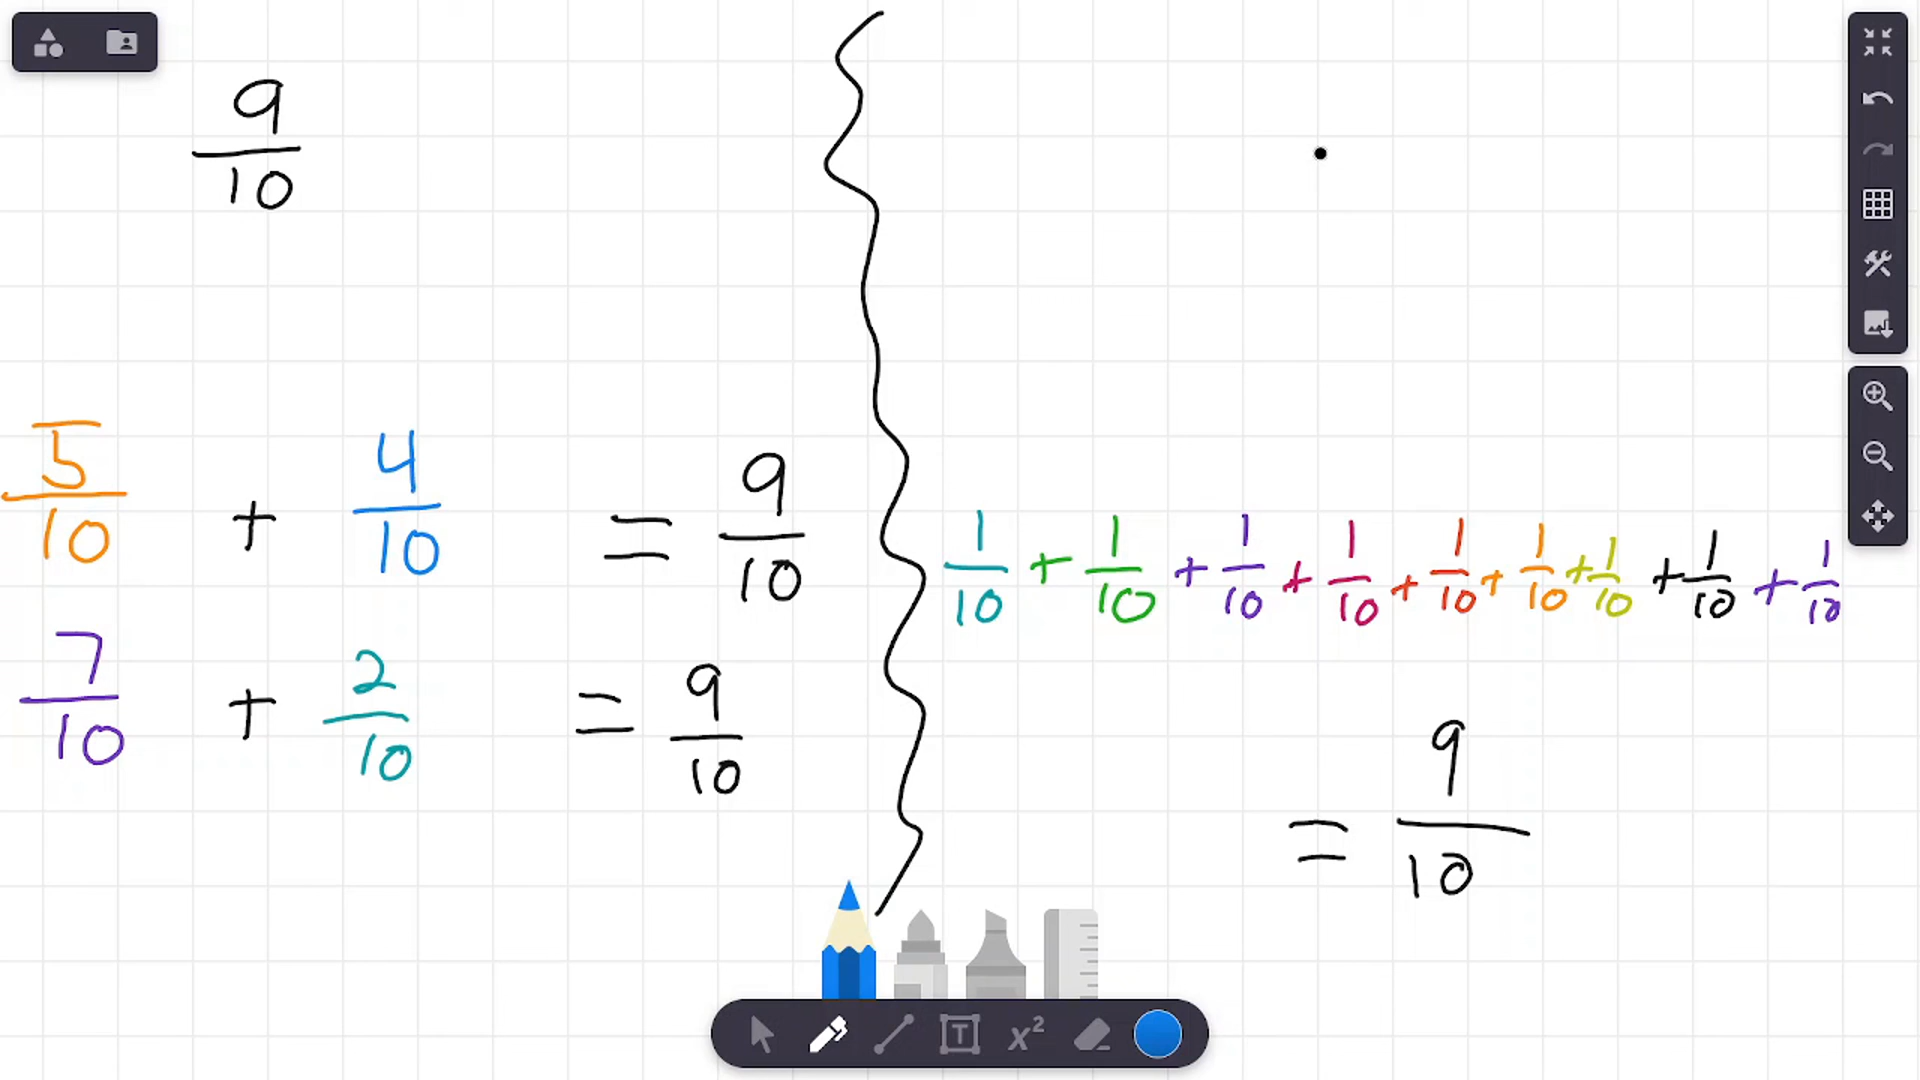 9/10
5/10 + 4/10 = 9/10
7/10 + 2/10 = 9/10
1/10 + 1/10 + 1/10 + 1/10 + 1/10 + 1/10 + 1/10 + 1/10 + 1/10
= 9/10
T x²